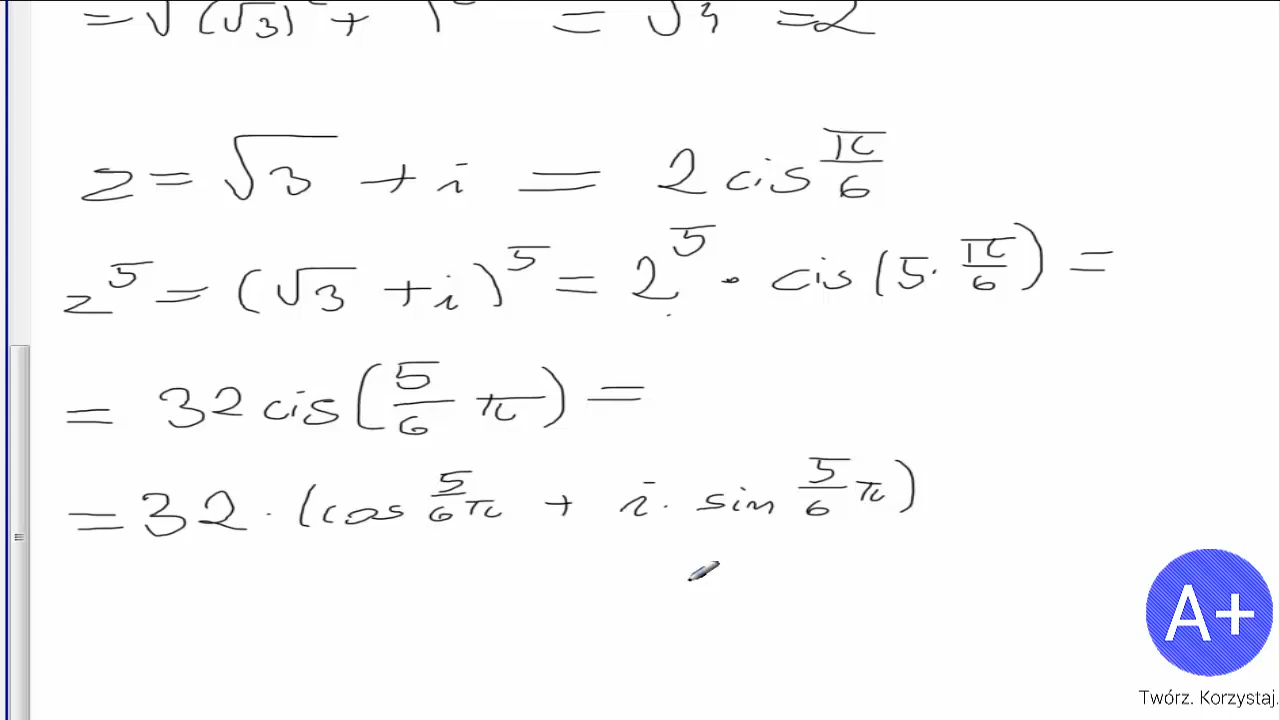 = √(√3)² + 1² = √4 = 2
z = √3 + i = 2 cis π/6
z⁵ = (√3 + i)⁵ = 2⁵ · cis(5 · π/6) =
= 32 cis(5/6 π) =
= 32 · (cos 5/6 π + i · sin 5/6 π)
A+
Twórz. Korzystaj.